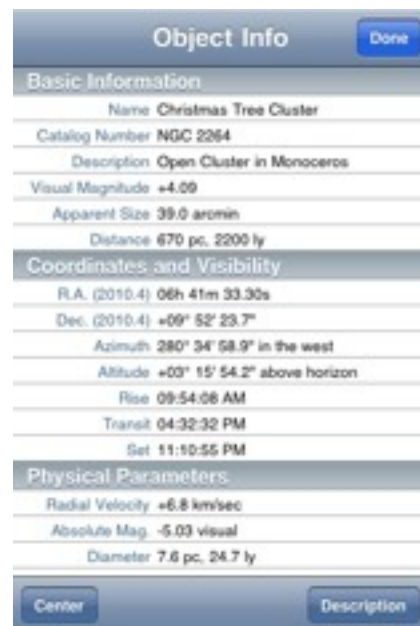 Object Info
Done
Basic Information
Name Christmas Tree Cluster
Catalog Number NGC 2264
Description Open Cluster in Monoceros
Visual Magnitude +4.09
Apparent Size 39.0 arcmin
Distance 670 pc, 2200 ly
Coordinates and Visibility
R.A. (2010.4) 06h 41m 33.30s
Dec. (2010.4) +09° 52' 23.7"
Azimuth 280° 34' 58.9" in the west
Altitude +03° 15' 54.2" above horizon
Rise 09:54:08 AM
Transit 04:32:32 PM
Set 11:10:55 PM
Physical Parameters
Radial Velocity +6.8 km/sec
Absolute Mag. -5.03 visual
Diameter 7.6 pc, 24.7 ly
Center
Description